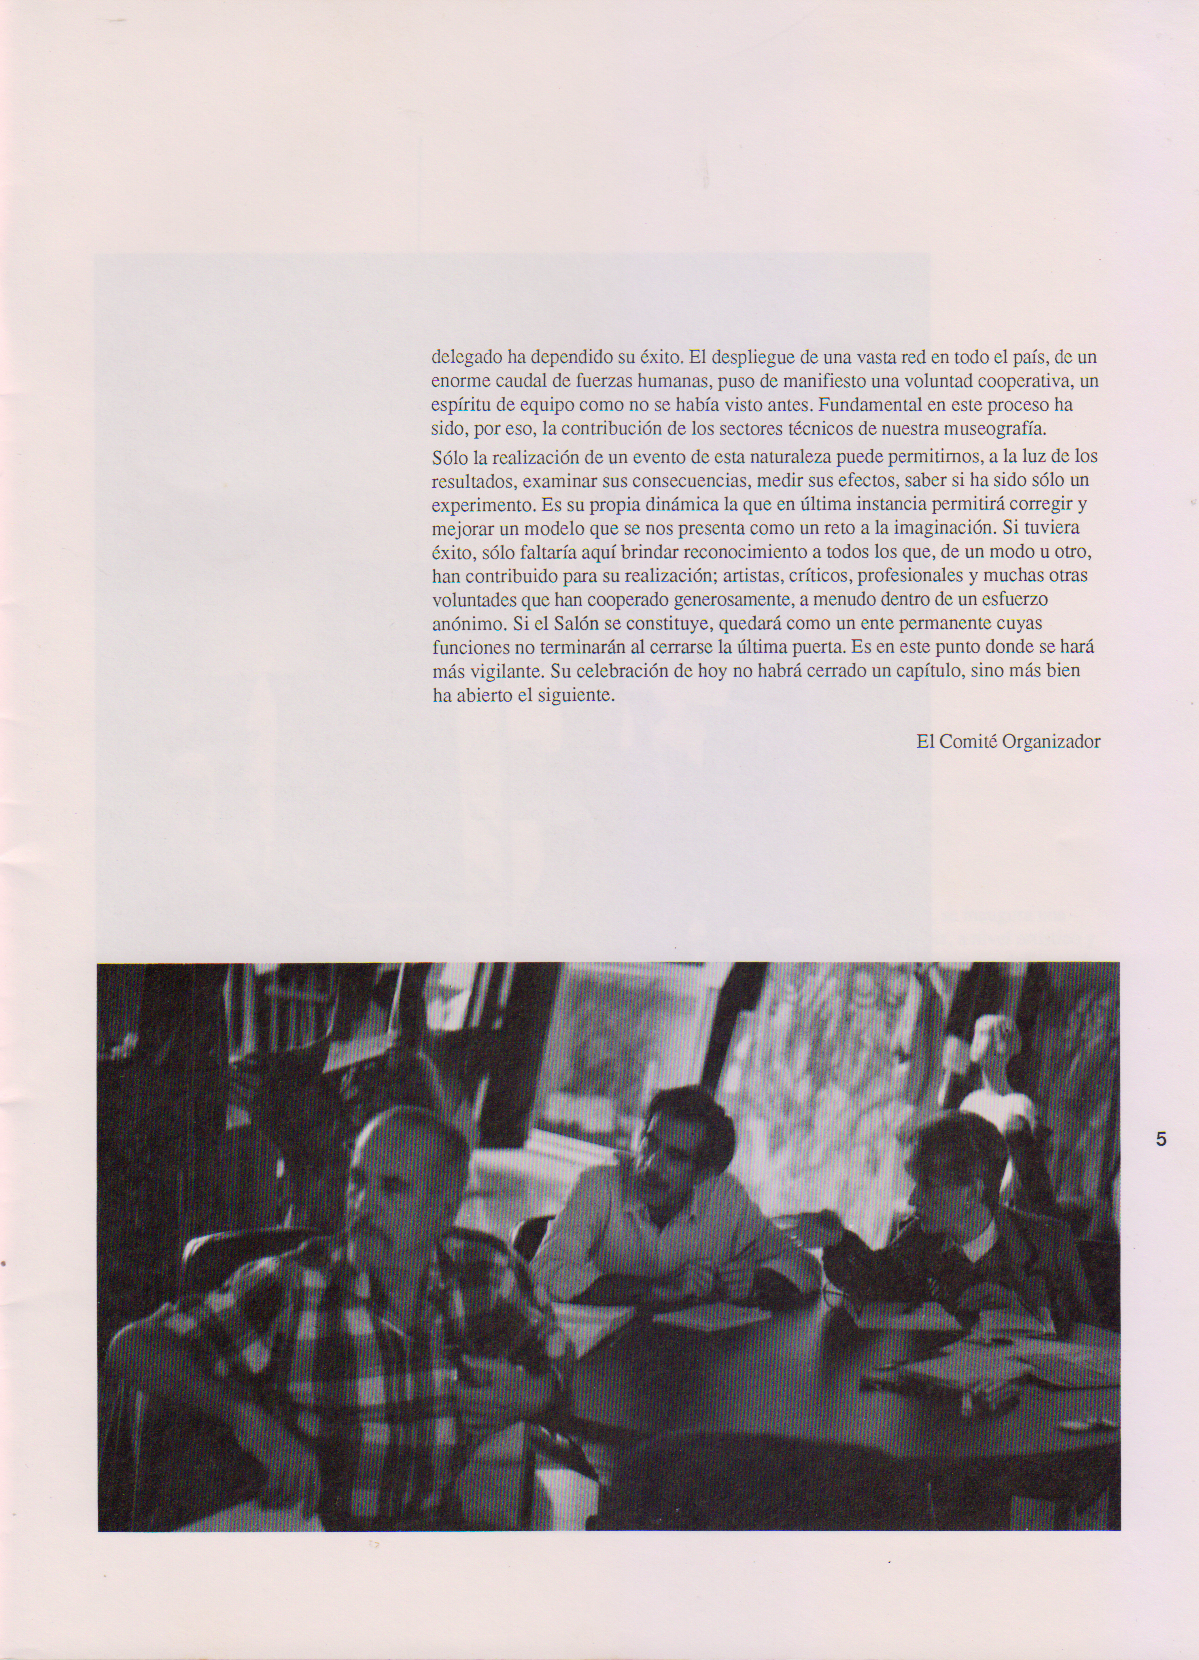 delegado ha dependido su éxito. El despliegue de una vasta red en todo el país, de un
enorme caudal de fuerzas humanas, puso de manifiesto una voluntad cooperativa, un
espíritu de equipo como no se había visto antes. Fundamental en este proceso ha
sido, por eso, la contribución de los sectores técnicos de nuestra museografía.
Sólo la realización de un evento de esta naturaleza puede permitirnos, a la luz de los
resultados, examinar sus consecuencias, medir sus efectos, saber si ha sido sólo un
experimento. Es su propia dinámica la que en última instancia permitirá corregir y
mejorar un modelo que se nos presenta como un reto a la imaginación. Si tuviera
éxito, sólo faltaría aquí brindar reconocimiento a todos los que, de un modo u otro,
han contribuido para su realización; artistas, críticos, profesionales y muchas otras
voluntades que han cooperado generosamente, a menudo dentro de un esfuerzo
anónimo. Si el Salón se constituye, quedará como un ente permanente cuyas
funciones no terminarán al cerrarse la última puerta. Es en este punto donde se hará
más vigilante. Su celebración de hoy no habrá cerrado un capítulo, sino más bien
ha abierto el siguiente.
El Comité Organizador
5